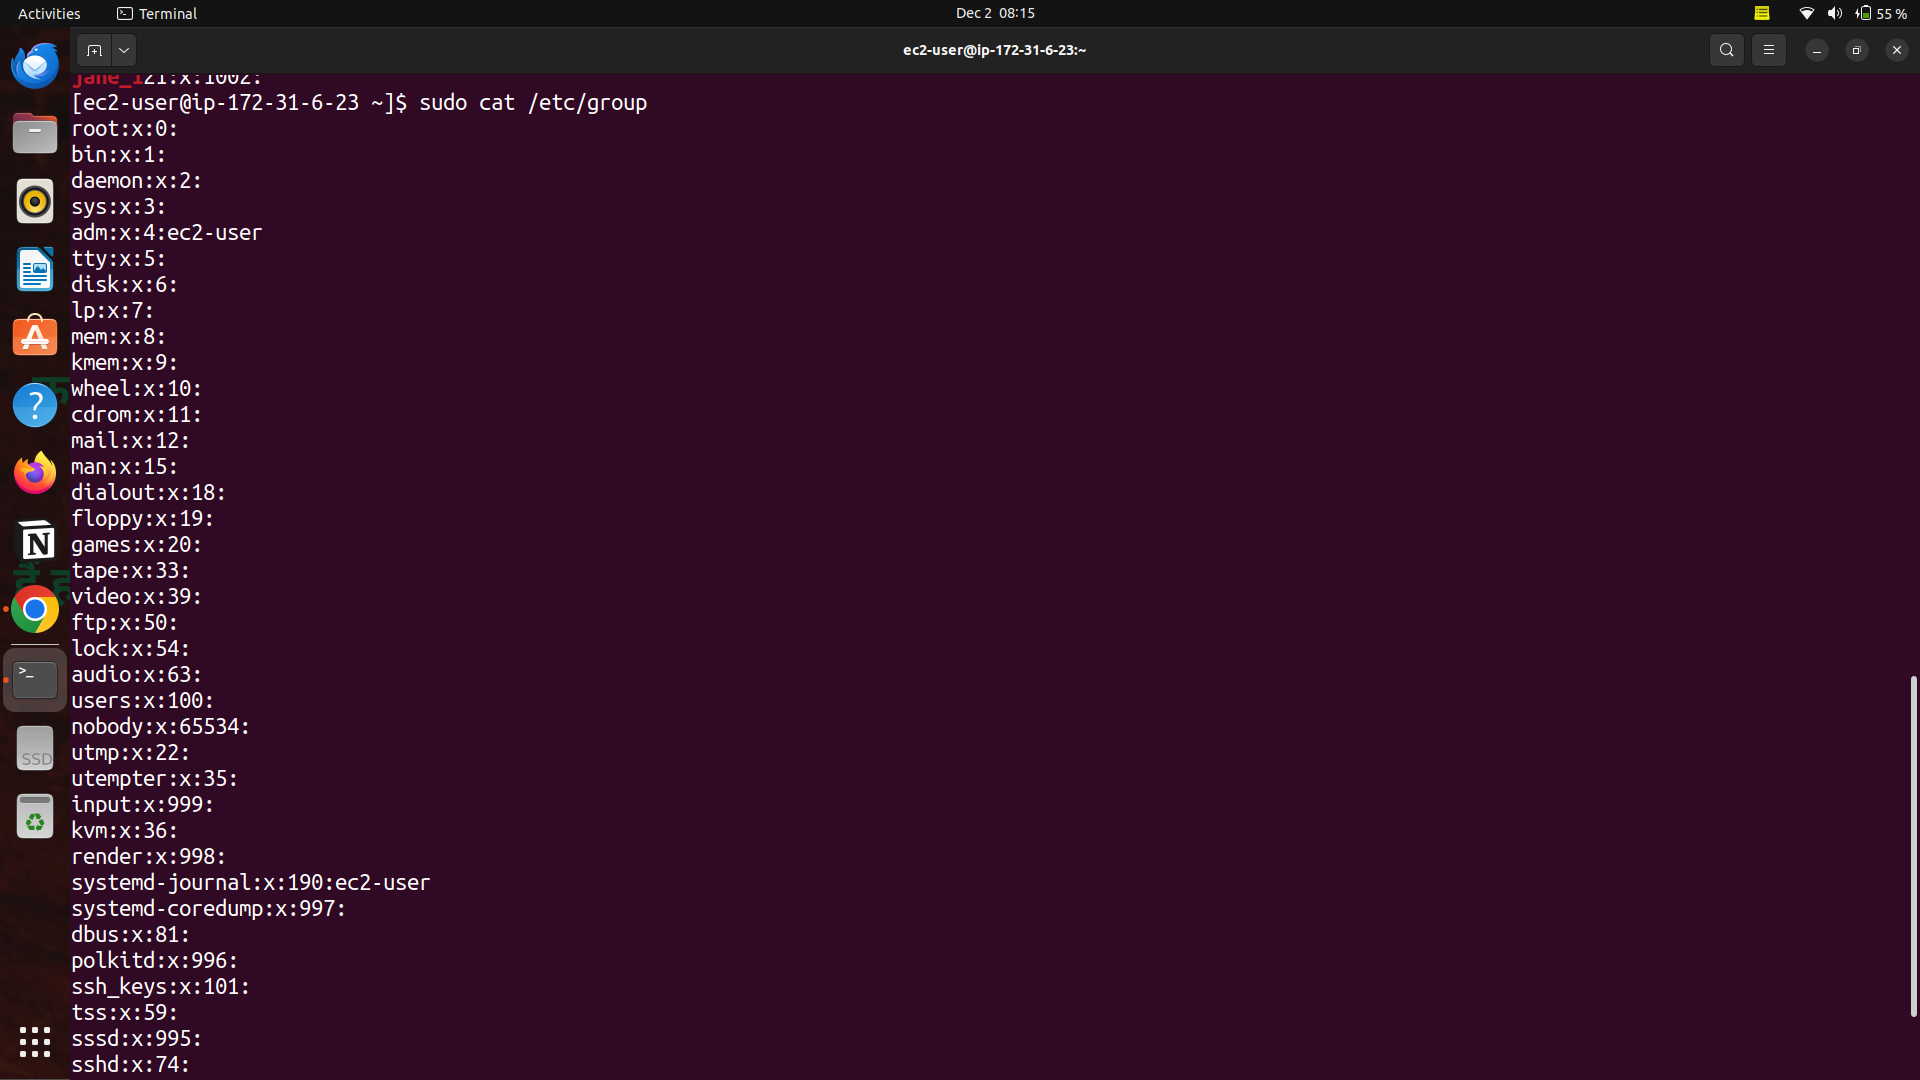 Activities
Terminal
Dec 2 08:15
55 %
ec2-user@ip-172-31-6-23:~
jane_121:x:1002:
[ec2-user@ip-172-31-6-23 ~]$ sudo cat /etc/group
root:x:0:
bin:x:1:
daemon:x:2:
sys:x:3:
adm:x:4:ec2-user
tty:x:5:
disk:x:6:
lp:x:7:
mem:x:8:
kmem:x:9:
wheel:x:10:
cdrom:x:11:
mail:x:12:
man:x:15:
dialout:x:18:
floppy:x:19:
games:x:20:
tape:x:33:
video:x:39:
ftp:x:50:
lock:x:54:
audio:x:63:
users:x:100:
nobody:x:65534:
utmp:x:22:
utempter:x:35:
input:x:999:
kvm:x:36:
render:x:998:
systemd-journal:x:190:ec2-user
systemd-coredump:x:997:
dbus:x:81:
polkitd:x:996:
ssh_keys:x:101:
tss:x:59:
sssd:x:995:
sshd:x:74:
SSD